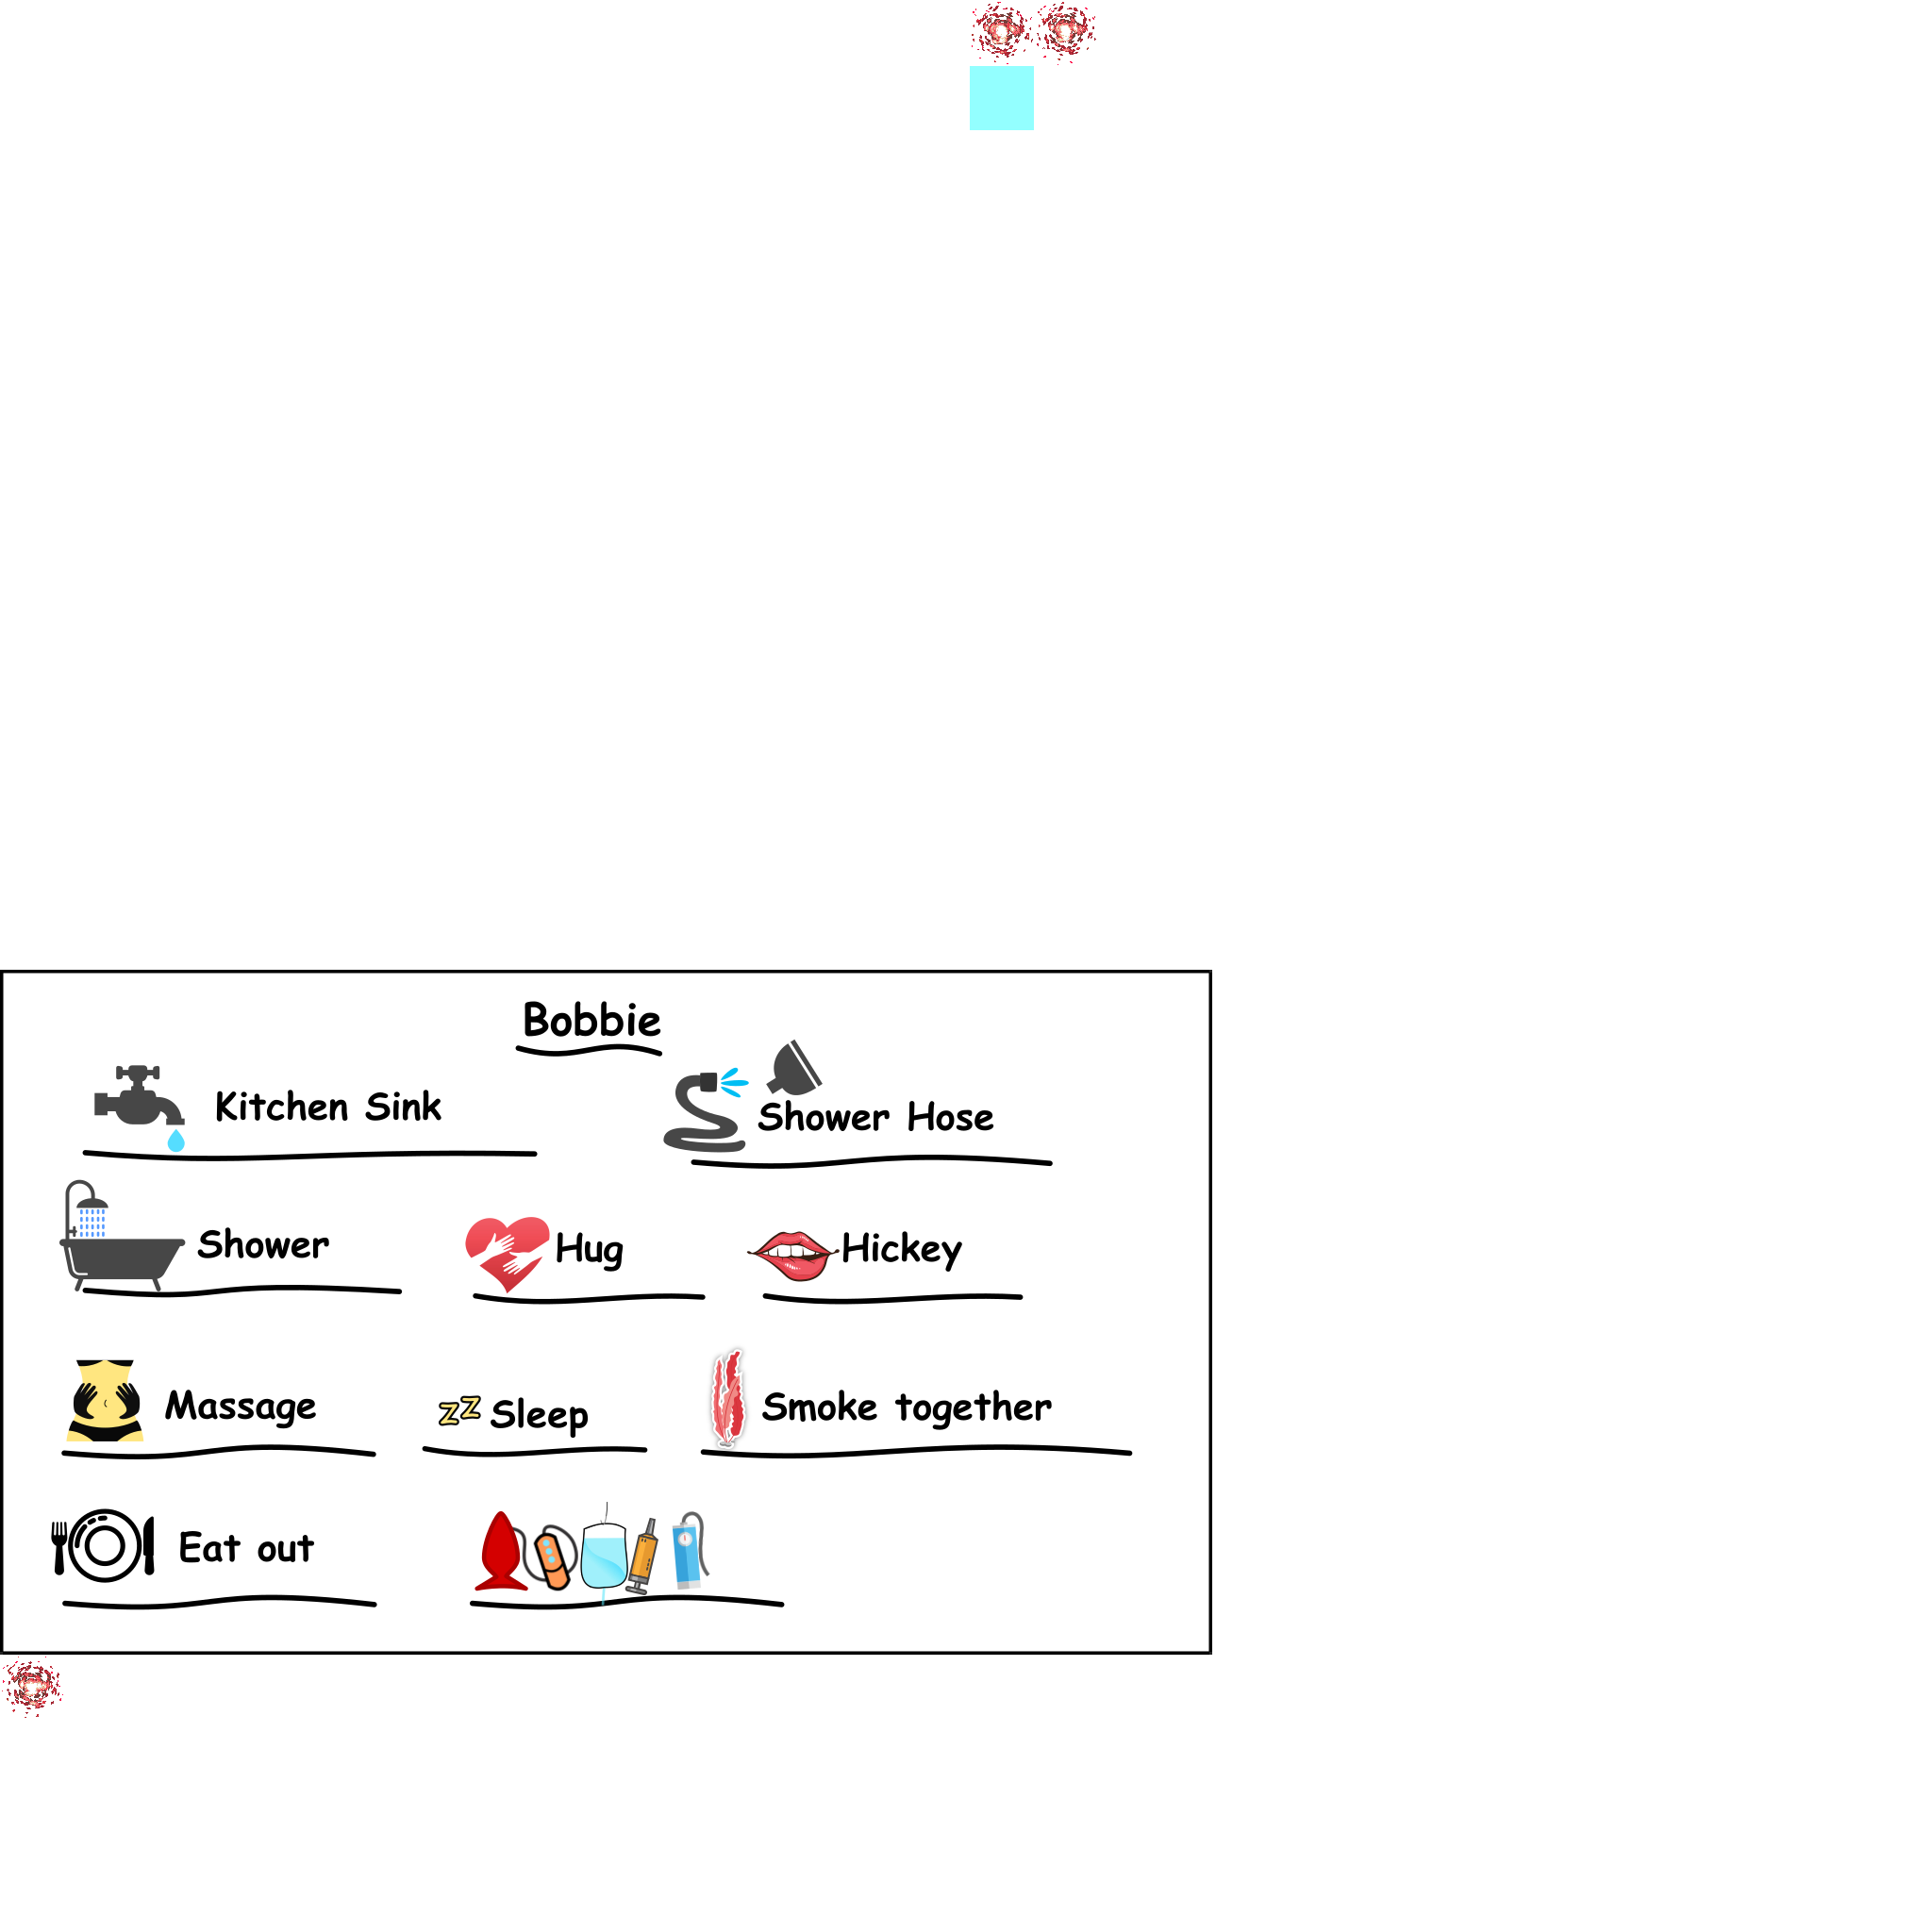 Bobbie
Kitchen Sink
Shower Hose
Shower
Hug
Hickey
Massage
zz Sleep
Smoke together
Eat out